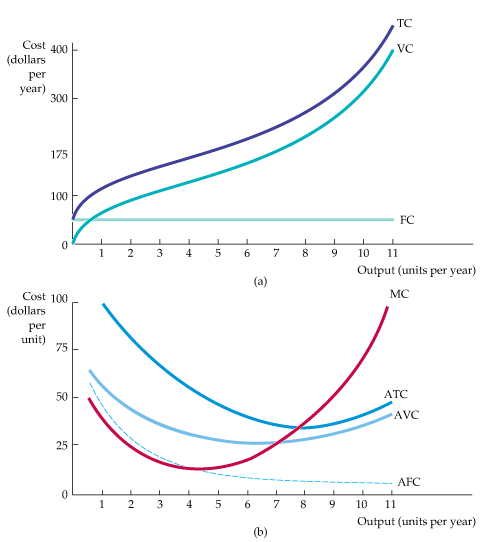 TC
Cost
(dollars
per
year)
400
VC
300
175
100
FC
0
1 2 3 4 5 6 7 8 9 10 11
Output (units per year)
(a)
Cost
(dollars
per
unit)
100
MC
75
50
ATC
AVC
25
AFC
0
1 2 3 4 5 6 7 8 9 10 11
Output (units per year)
(b)